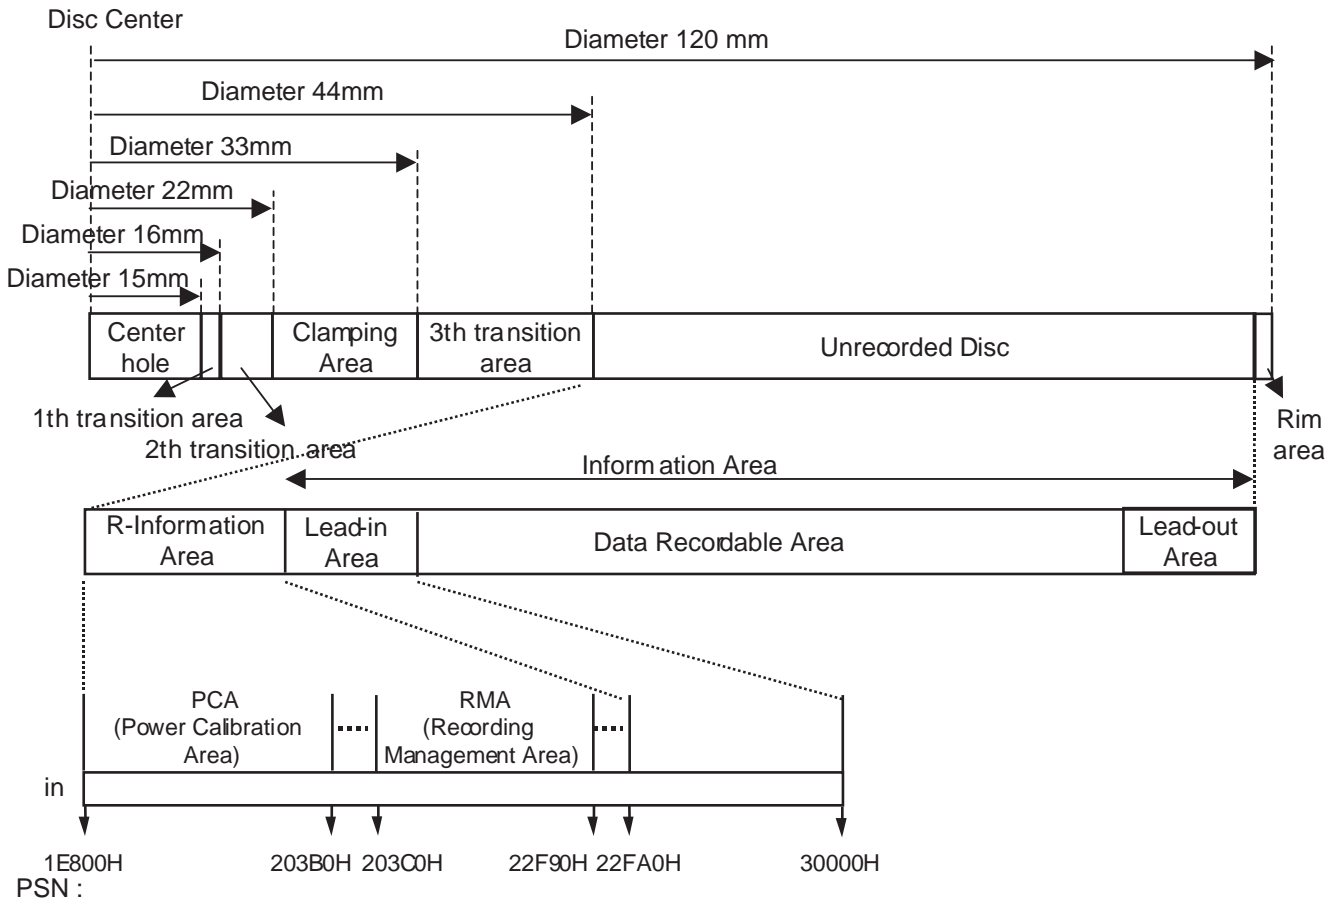 Disc Center
Diameter 120 mm
Diameter 44mm
Diameter 33mm
Diameter 22mm
Diameter 16mm
Diameter 15mm
Center
hole
Clamping
Area
3th transition
area
Unrecorded Disc
1th transition area
2th transition area
Rim
area
Information Area
R-Information
Area
Lead-in
Area
Data Recordable Area
Lead-out
Area
PCA
(Power Calibration
Area)
RMA
(Recording
Management Area)
in
1E800H
203B0H
203C0H
22F90H
22FA0H
30000H
PSN :